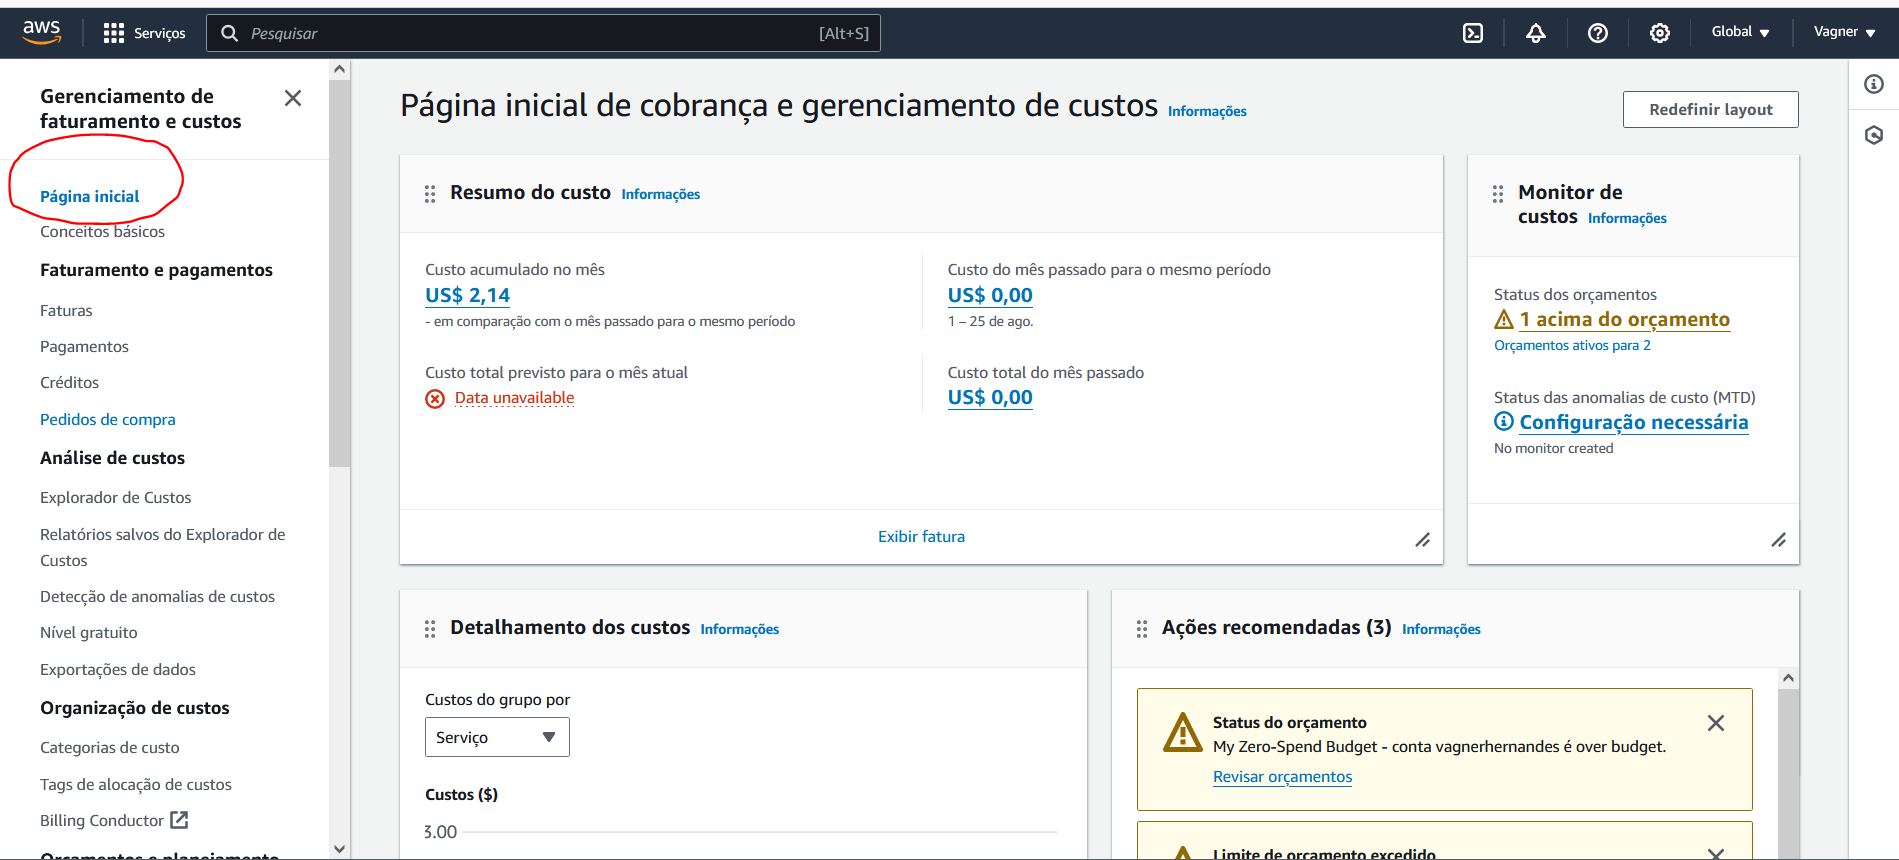 aws
Serviços
Pesquisar
[Alt+S]
Global
Vagner
Gerenciamento de
faturamento e custos
Página inicial
Conceitos básicos
Faturamento e pagamentos
Faturas
Pagamentos
Créditos
Pedidos de compra
Análise de custos
Explorador de Custos
Relatórios salvos do Explorador de
Custos
Detecção de anomalias de custos
Nível gratuito
Exportações de dados
Organização de custos
Categorias de custo
Tags de alocação de custos
Billing Conductor
Orçamentos e planejamento
Página inicial de cobrança e gerenciamento de custos Informações
Redefinir layout
Resumo do custo Informações
Custo acumulado no mês
US$ 2,14
- em comparação com o mês passado para o mesmo período
Custo do mês passado para o mesmo período
US$ 0,00
1 – 25 de ago.
Custo total previsto para o mês atual
Data unavailable
Custo total do mês passado
US$ 0,00
Exibir fatura
Monitor de
custos Informações
Status dos orçamentos
1 acima do orçamento
Orçamentos ativos para 2
Status das anomalias de custo (MTD)
Configuração necessária
No monitor created
Detalhamento dos custos Informações
Custos do grupo por
Serviço
Custos ($)
3.00
Ações recomendadas (3) Informações
Status do orçamento
My Zero-Spend Budget - conta vagnerhernandes é over budget.
Revisar orçamentos
Limite de orçamento excedido